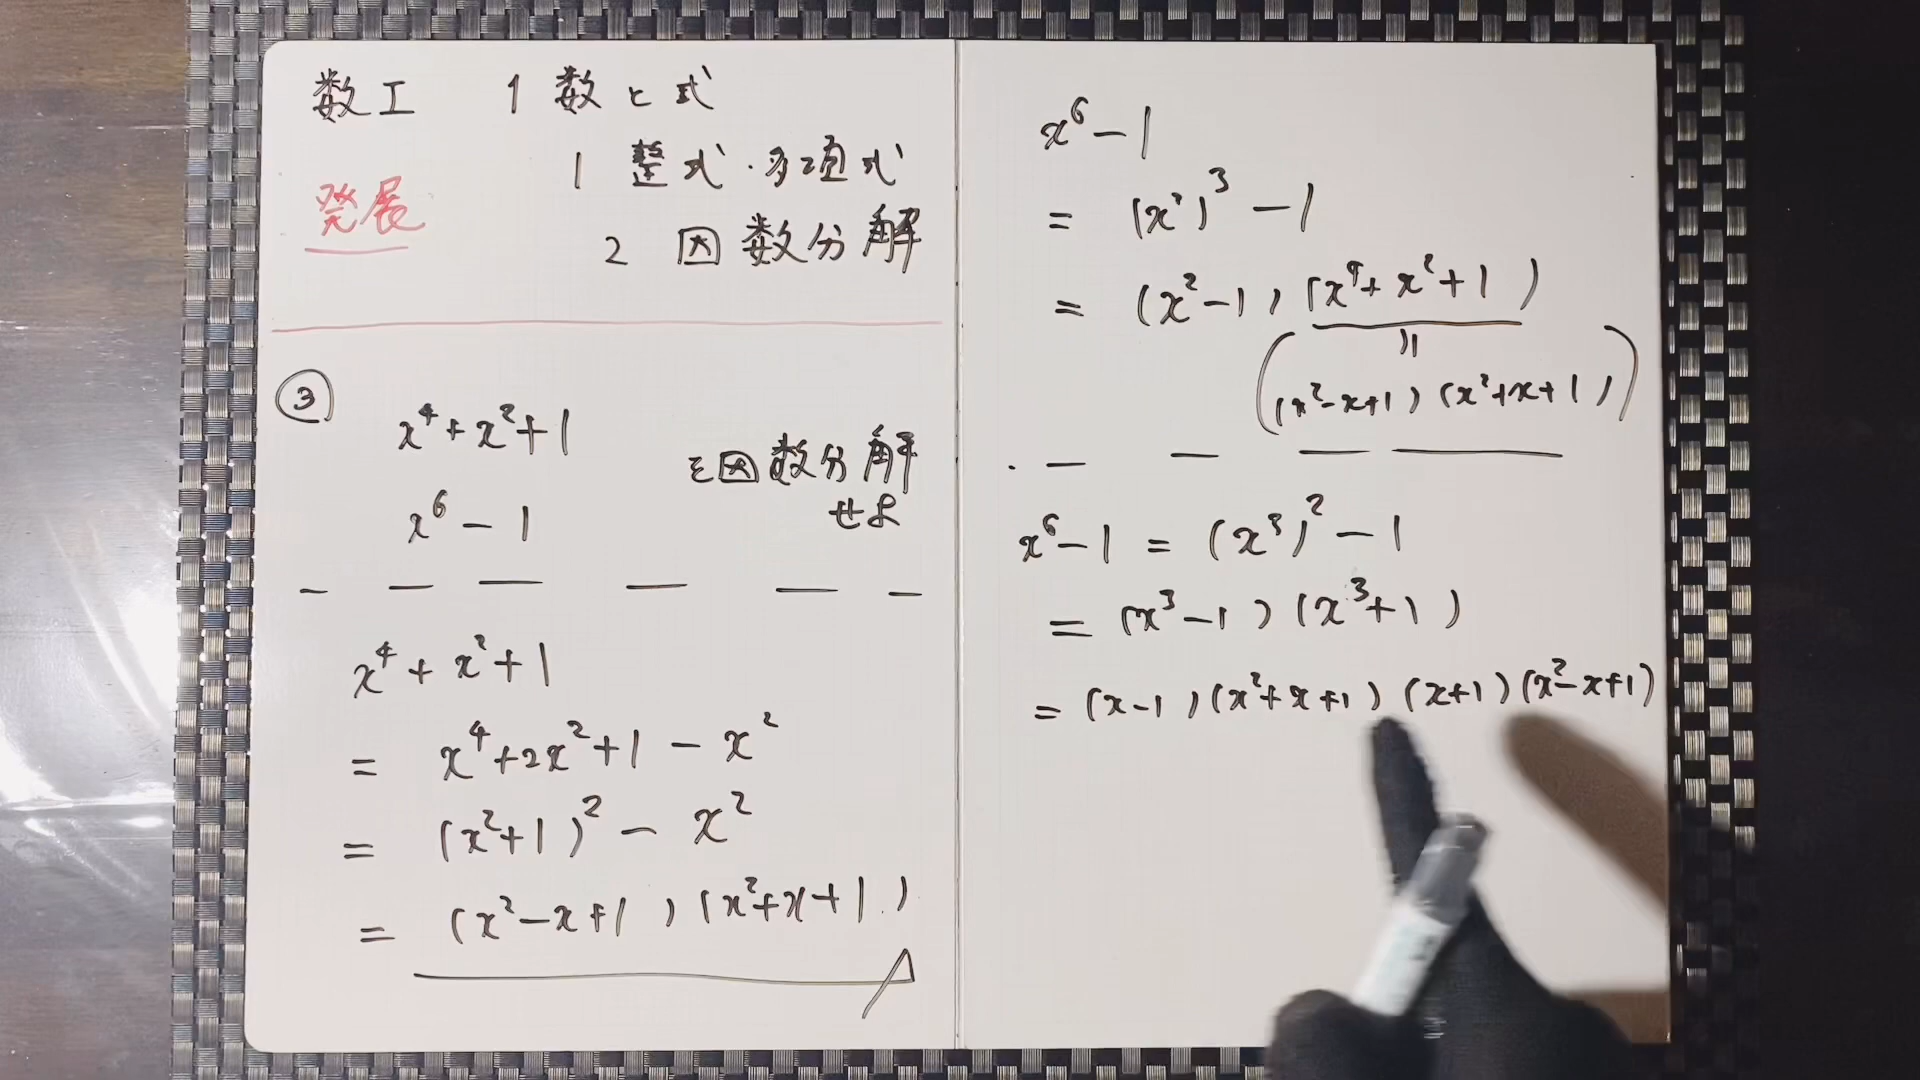 数I 1 数と式
発展 1 整式・多項式
2 因数分解
③
x⁴+x²+1
x⁶-1
を因数分解
せよ
x⁴+x²+1
= x⁴+2x²+1-x²
= (x²+1)²-x²
= (x²-x+1)(x²+x+1)
x⁶-1
= (x²)³-1
= (x²-1)(x⁴+x²+1)
((x²-x+1)(x²+x+1))
x⁶-1 = (x³)²-1
= (x³-1)(x³+1)
= (x-1)(x²+x+1)(x+1)(x²-x+1)